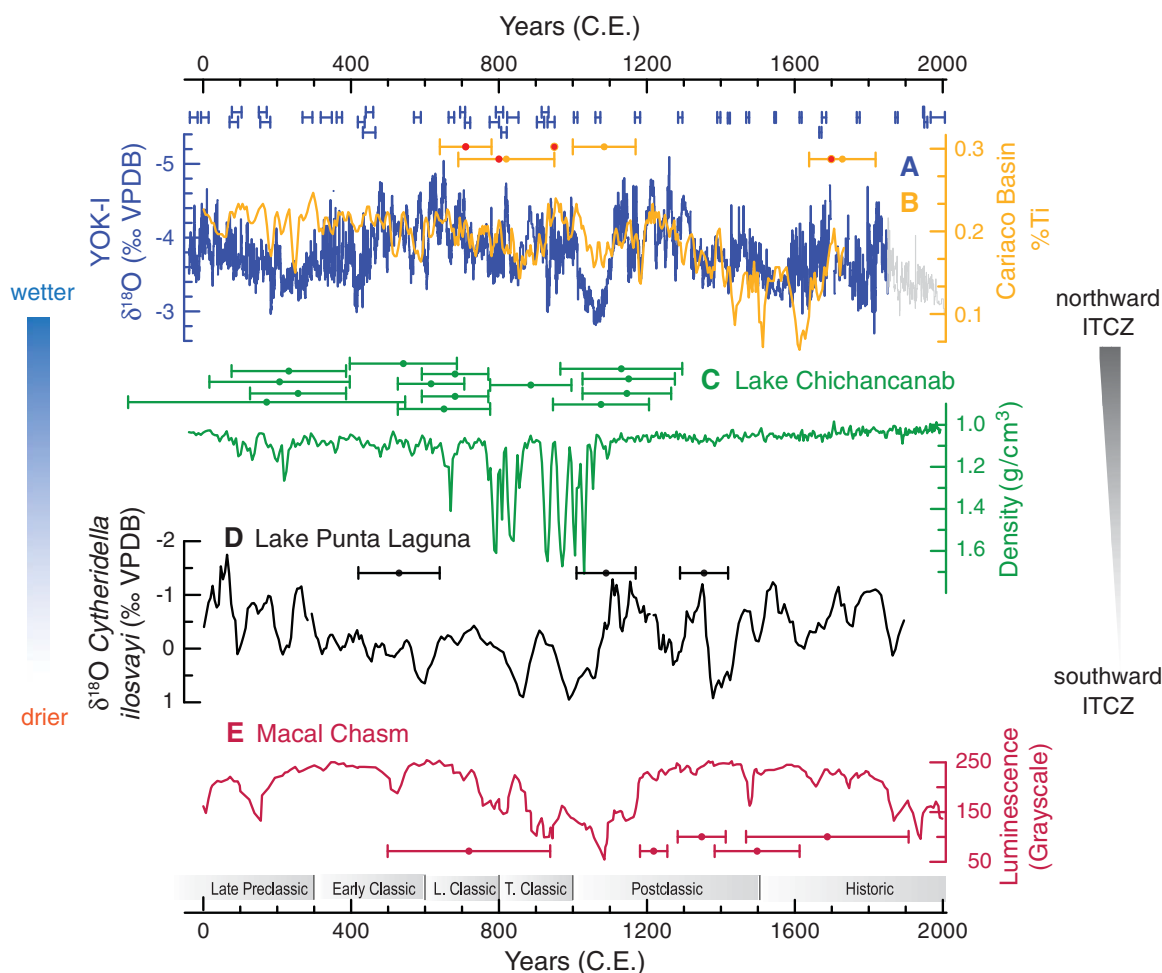 Years (C.E.)
0 400 800 1200 1600 2000
-5
-4
-3
YOK-I
δ¹⁸O (‰ VPDB)
A
B
0.3
0.2
0.1
Cariaco Basin
%Ti
wetter
drier
northward
ITCZ
southward
ITCZ
C Lake Chichancanab
1.0
1.2
1.4
1.6
Density (g/cm³)
D Lake Punta Laguna
-2
-1
0
1
δ¹⁸O Cytheridella
ilosvayi (‰ VPDB)
E Macal Chasm
250
150
50
Luminescence
(Grayscale)
Late Preclassic Early Classic L. Classic T. Classic Postclassic Historic
0 400 800 1200 1600 2000
Years (C.E.)